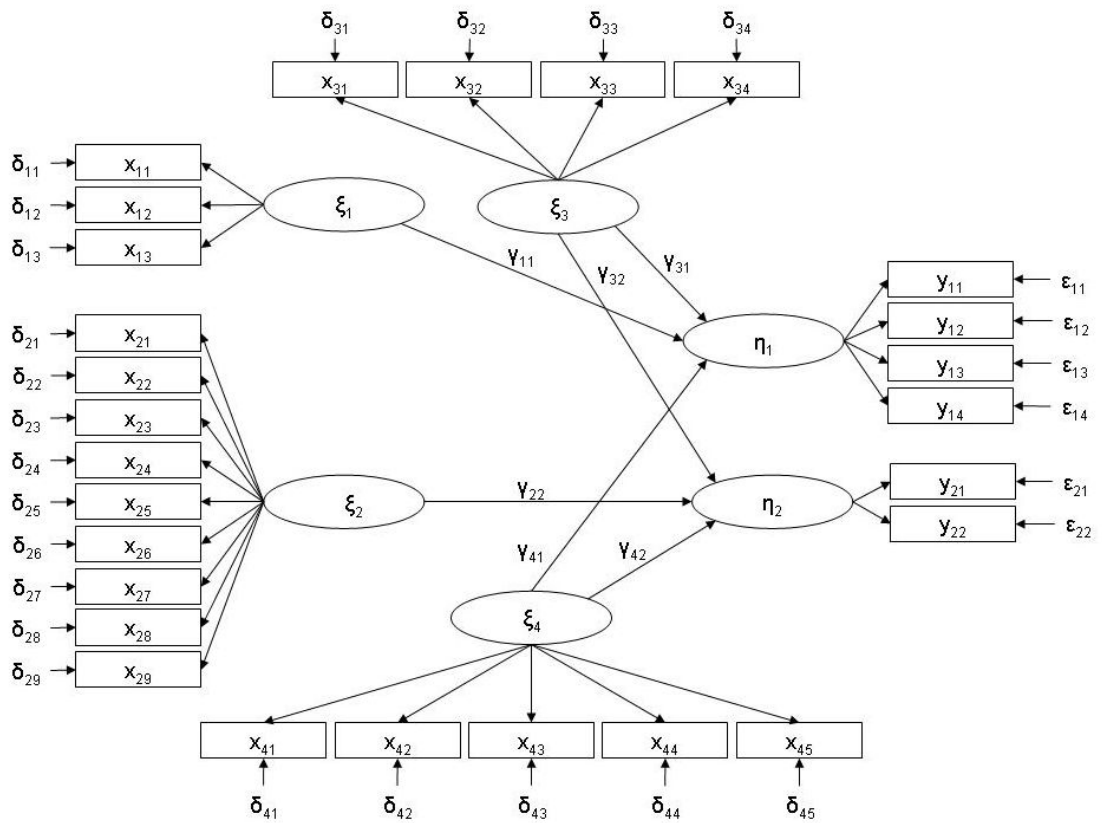 δ31 δ32 δ33 δ34
x31 x32 x33 x34
δ11 x11
δ12 x12 ξ1 ξ3
δ13 x13
γ11 γ32 γ31
y11 ε11
y12 ε12
η1
y13 ε13
y14 ε14
δ21 x21
δ22 x22
δ23 x23
δ24 x24
δ25 x25 ξ2 γ22 η2
y21 ε21
y22 ε22
δ26 x26
γ41 γ42
δ27 x27
δ28 x28 ξ4
δ29 x29
x41 x42 x43 x44 x45
δ41 δ42 δ43 δ44 δ45